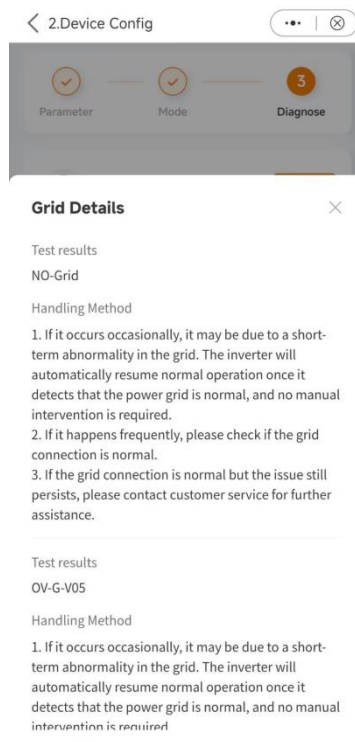 2.Device Config
3
Parameter Mode Diagnose
Grid Details
Test results
NO-Grid
Handling Method
1. If it occurs occasionally, it may be due to a short-
term abnormality in the grid. The inverter will
automatically resume normal operation once it
detects that the power grid is normal, and no manual
intervention is required.
2. If it happens frequently, please check if the grid
connection is normal.
3. If the grid connection is normal but the issue still
persists, please contact customer service for further
assistance.
Test results
OV-G-V05
Handling Method
1. If it occurs occasionally, it may be due to a short-
term abnormality in the grid. The inverter will
automatically resume normal operation once it
detects that the power grid is normal, and no manual
intervention is required